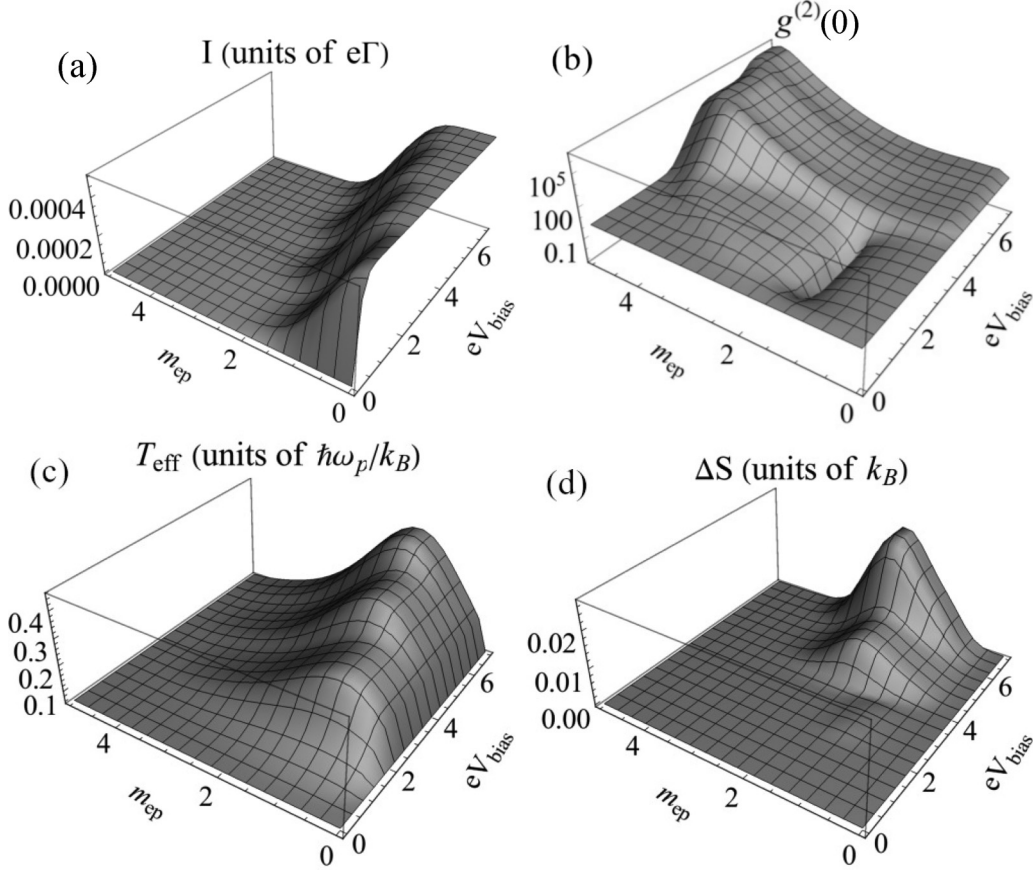 (a)
I (units of eΓ)
0.0004
0.0002
0.0000
4
2
0
m_ep
0
2
4
6
eV_bias
(b)
g^(2)(0)
10^5
100
0.1
4
2
0
m_ep
0
2
4
6
eV_bias
(c)
T_eff (units of ℏω_p/k_B)
0.4
0.3
0.2
0.1
4
2
0
m_ep
0
2
4
6
eV_bias
(d)
ΔS (units of k_B)
0.02
0.01
0.00
4
2
0
m_ep
0
2
4
6
eV_bias